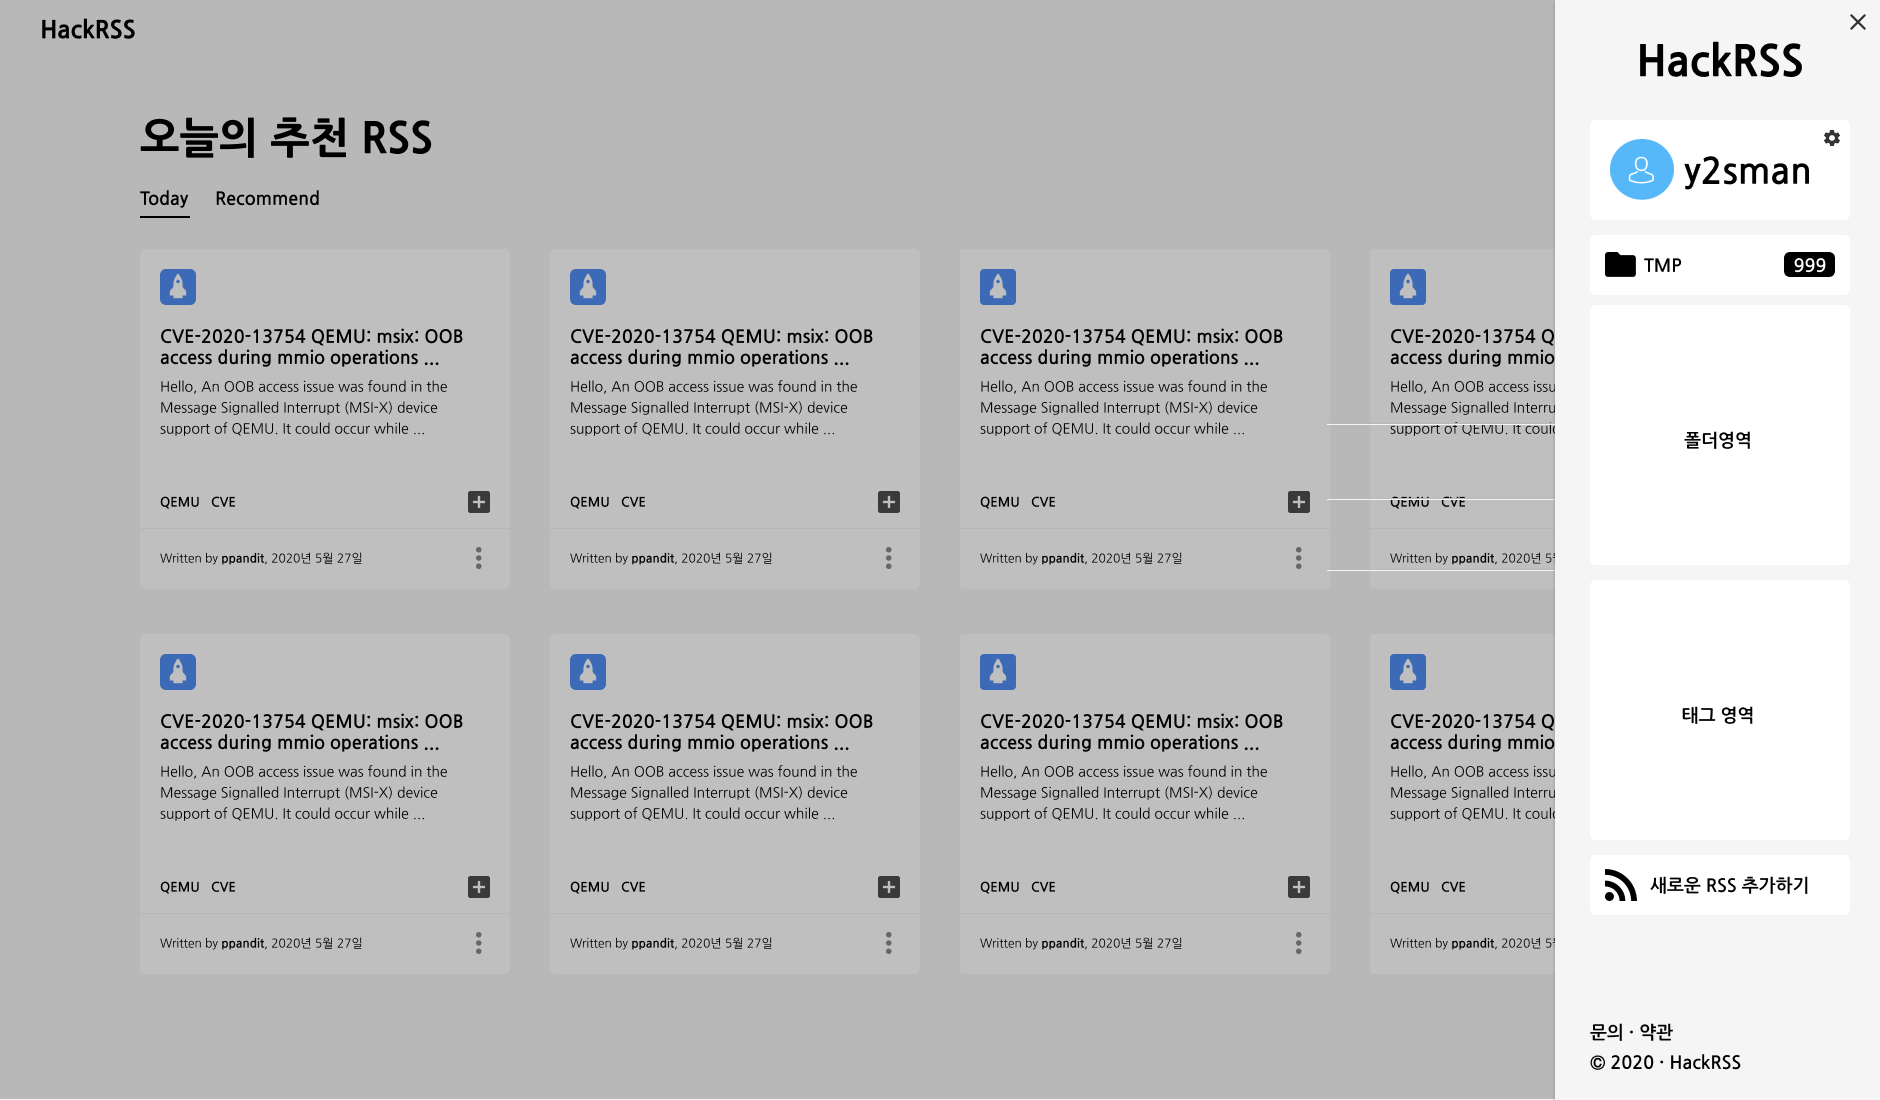 HackRSS
오늘의 추천 RSS
Today Recommend
CVE-2020-13754 QEMU: msix: OOB
access during mmio operations ...
Hello, An OOB access issue was found in the
Message Signalled Interrupt (MSI-X) device
support of QEMU. It could occur while ...
QEMU CVE
Written by ppandit, 2020년 5월 27일
CVE-2020-13754 QEMU: msix: OOB
access during mmio operations ...
Hello, An OOB access issue was found in the
Message Signalled Interrupt (MSI-X) device
support of QEMU. It could occur while ...
QEMU CVE
Written by ppandit, 2020년 5월 27일
CVE-2020-13754 QEMU: msix: OOB
access during mmio operations ...
Hello, An OOB access issue was found in the
Message Signalled Interrupt (MSI-X) device
support of QEMU. It could occur while ...
QEMU CVE
Written by ppandit, 2020년 5월 27일
CVE-2020-13754 Q
access during mmio
Hello, An OOB access issu
Message Signalled Interru
support of QEMU. It could
QEMU CVE
Written by ppandit, 2020년 5
CVE-2020-13754 QEMU: msix: OOB
access during mmio operations ...
Hello, An OOB access issue was found in the
Message Signalled Interrupt (MSI-X) device
support of QEMU. It could occur while ...
QEMU CVE
Written by ppandit, 2020년 5월 27일
CVE-2020-13754 QEMU: msix: OOB
access during mmio operations ...
Hello, An OOB access issue was found in the
Message Signalled Interrupt (MSI-X) device
support of QEMU. It could occur while ...
QEMU CVE
Written by ppandit, 2020년 5월 27일
CVE-2020-13754 QEMU: msix: OOB
access during mmio operations ...
Hello, An OOB access issue was found in the
Message Signalled Interrupt (MSI-X) device
support of QEMU. It could occur while ...
QEMU CVE
Written by ppandit, 2020년 5월 27일
CVE-2020-13754 Q
access during mmio
Hello, An OOB access issu
Message Signalled Interru
support of QEMU. It could
QEMU CVE
Written by ppandit, 2020년 5
HackRSS
y2sman
TMP 999
폴더영역
태그 영역
새로운 RSS 추가하기
문의 · 약관
© 2020 · HackRSS